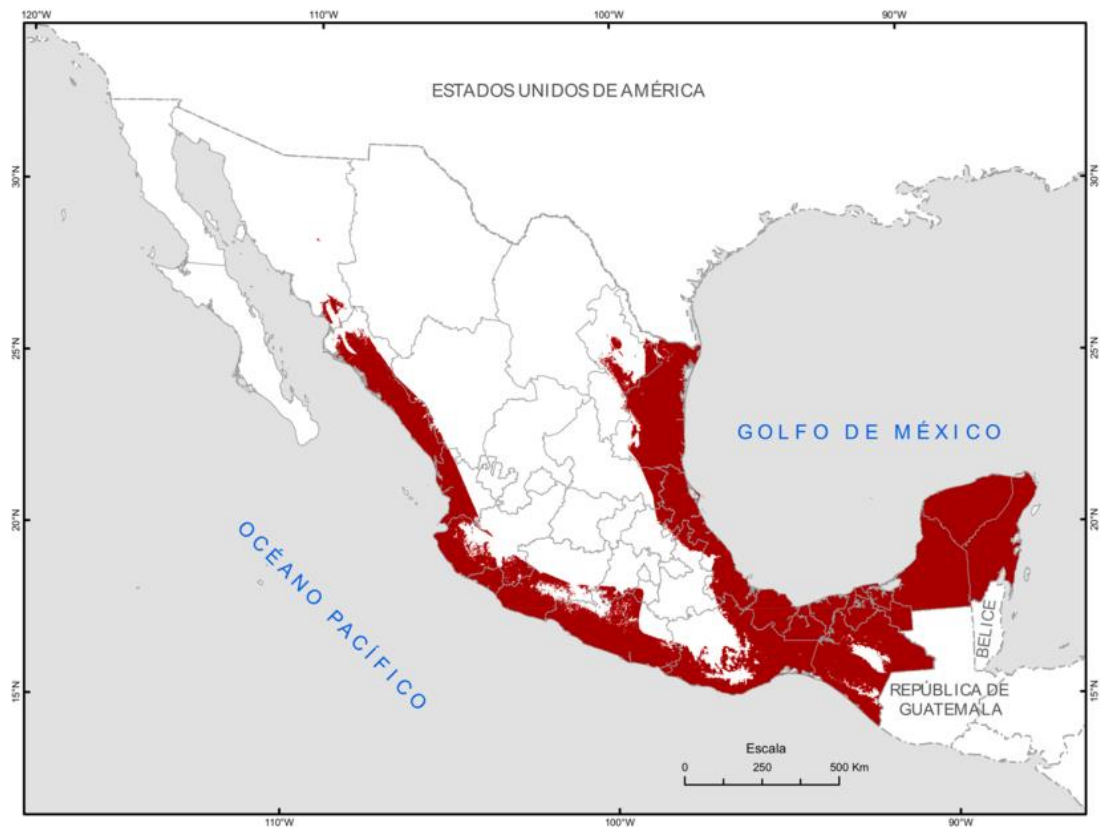 120°W 110°W 100°W 90°W
ESTADOS UNIDOS DE AMÉRICA
30°N 30°N
25°N 25°N
GOLFO DE MÉXICO
20°N 20°N
OCÉANO PACÍFICO
BELICE
15°N 15°N
REPÚBLICA DE
GUATEMALA
Escala
0 250 500 Km
110°W 100°W 90°W